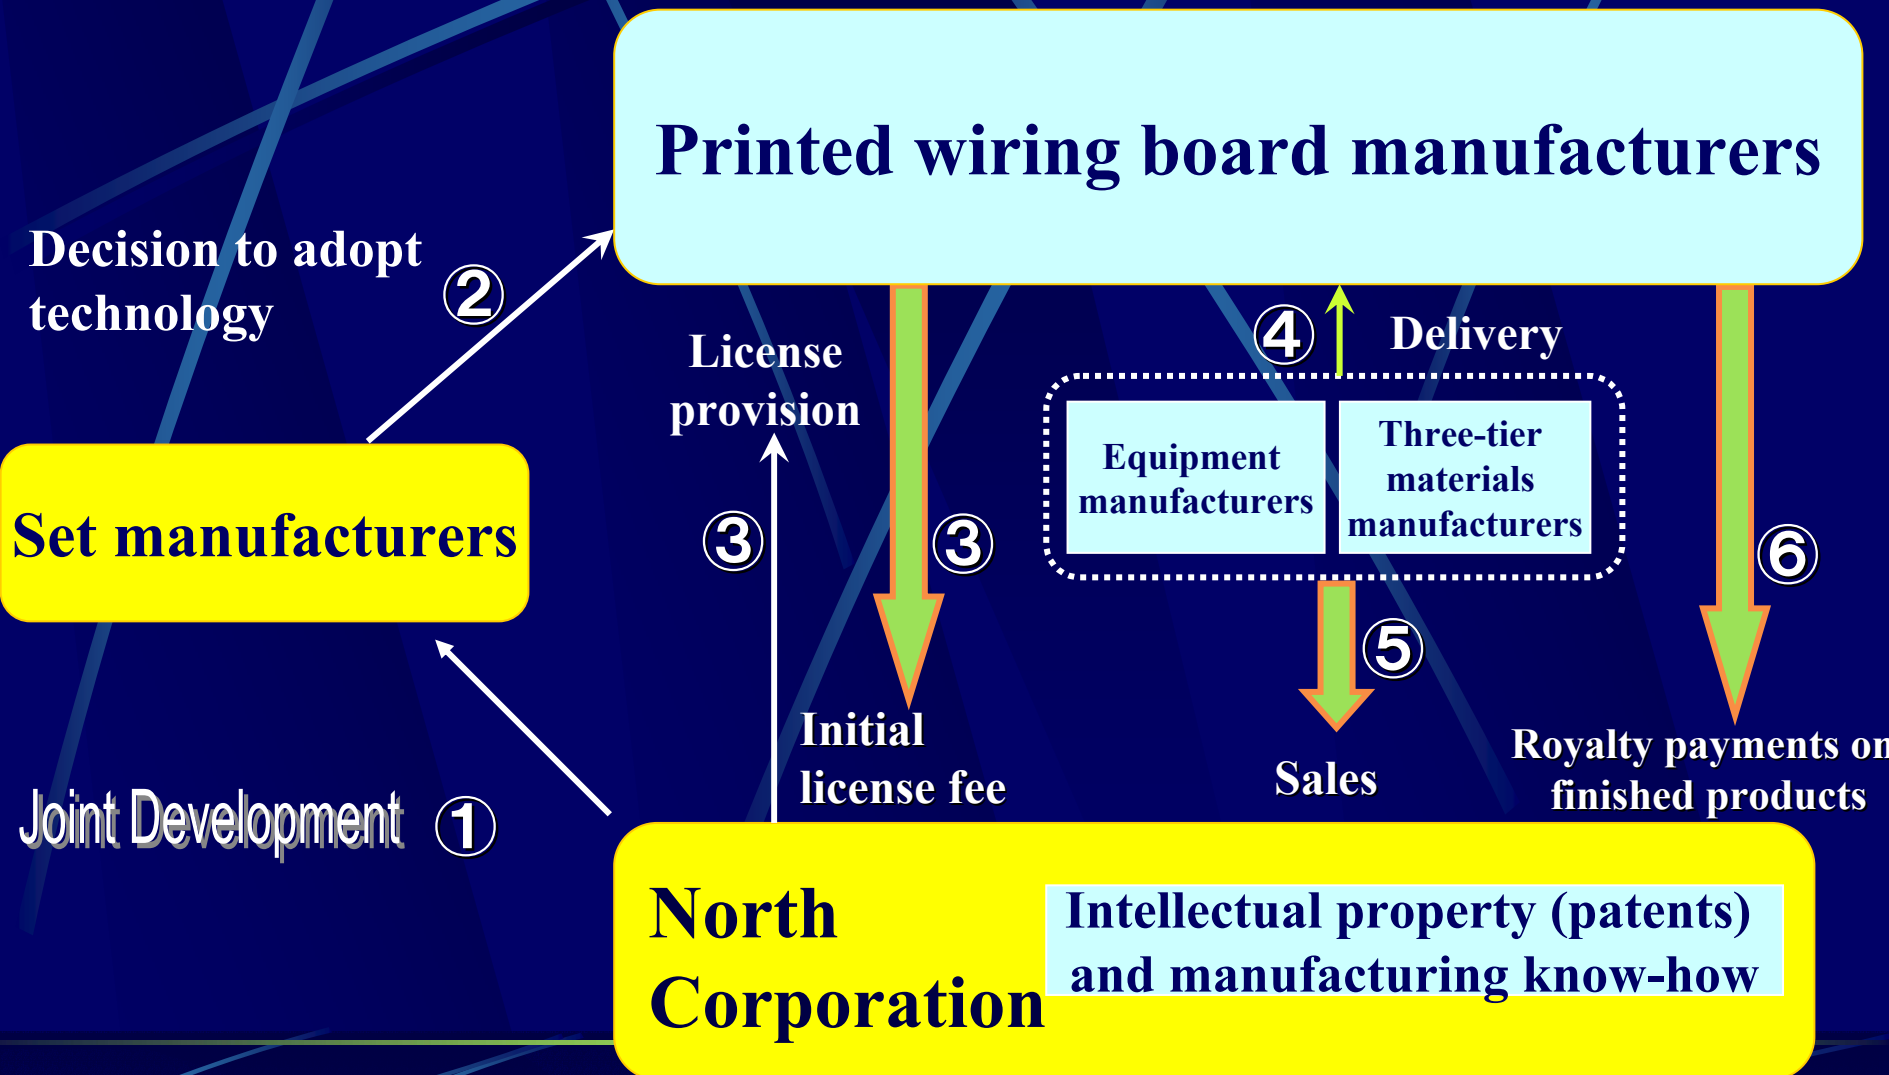 Printed wiring board manufacturers
Decision to adopt
technology
②
④
Delivery
License
provision
Equipment
manufacturers
Three-tier
materials
manufacturers
Set manufacturers
③
③
⑥
⑤
Initial
license fee
Sales
Royalty payments on
finished products
Joint Development
①
North
Corporation
Intellectual property (patents)
and manufacturing know-how